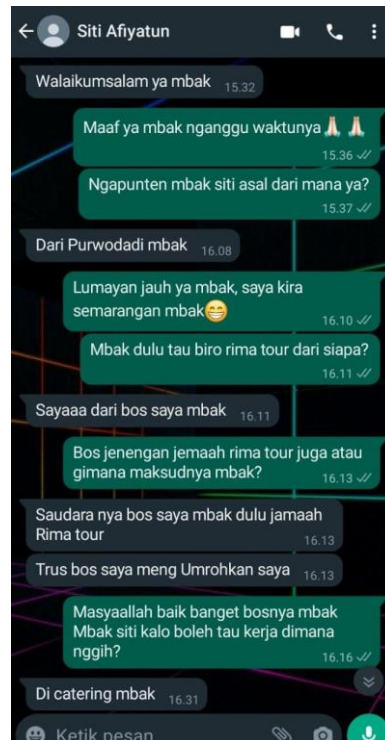 Siti Afiyatun
Walaikumsalam ya mbak 15.32
Maaf ya mbak nganggu waktunya🙏🏻🙏🏻
15.36
Ngapunten mbak siti asal dari mana ya?
15.37
Dari Purwodadi mbak 16.08
Lumayan jauh ya mbak, saya kira
semarangan mbak😁
16.10
Mbak dulu tau biro rima tour dari siapa?
16.11
Sayaaa dari bos saya mbak 16.11
Bos jenengan jemaah rima tour juga atau
gimana maksudnya mbak?
16.13
Saudara nya bos saya mbak dulu jamaah
Rima tour
16.13
Trus bos saya meng Umrohkan saya 16.13
Masyaallah baik banget bosnya mbak
Mbak siti kalo boleh tau kerja dimana
nggih?
16.16
Di catering mbak 16.31
Ketik pesan